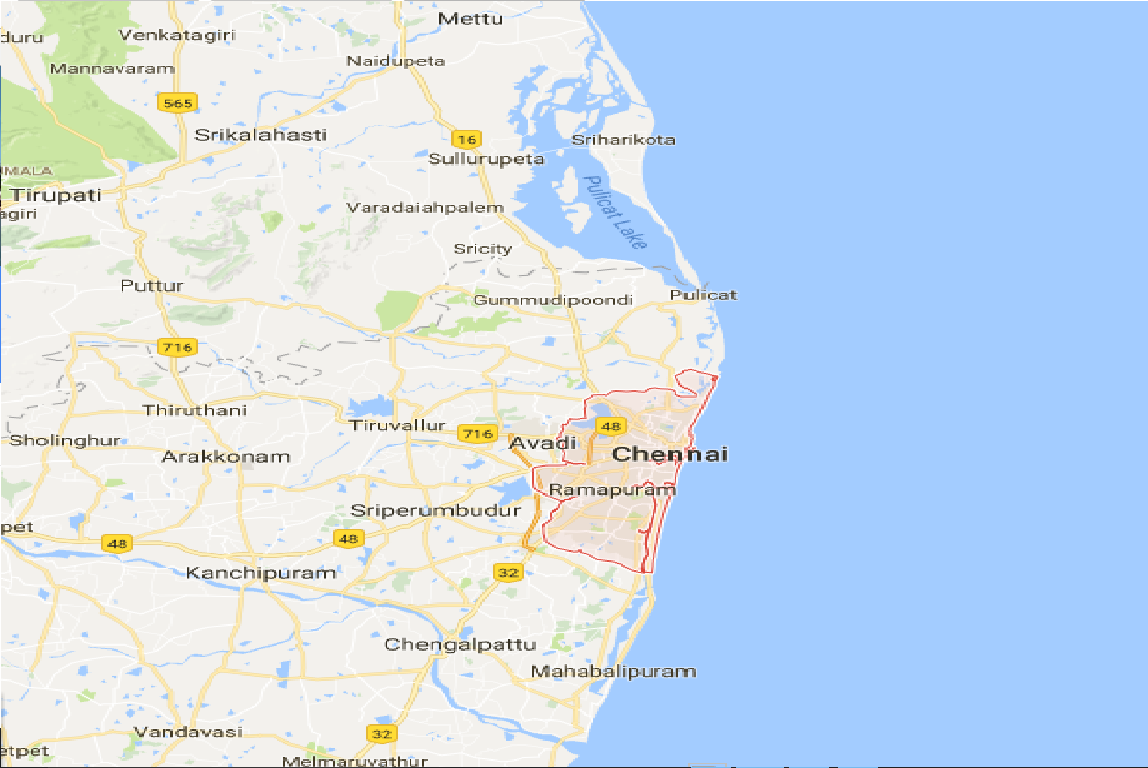 Mettu
duru
Venkatagiri
Naidupeta
Mannavaram
565
Srikalahasti
16
Sriharikota
Sullurupeta
MALA
Tirupati
agiri
Varadaiahpalem
Pulicat Lake
Sricity
Puttur
Gummudipoondi
Pulicat
716
Thiruthani
Tiruvallur
716
48
Sholinghur
Avadi
Arakkonam
Chennai
Ramapuram
Sriperumbudur
pet
48
48
Kanchipuram
32
Chengalpattu
Mahabalipuram
Vandavasi
32
etpet
Melmaruvathur